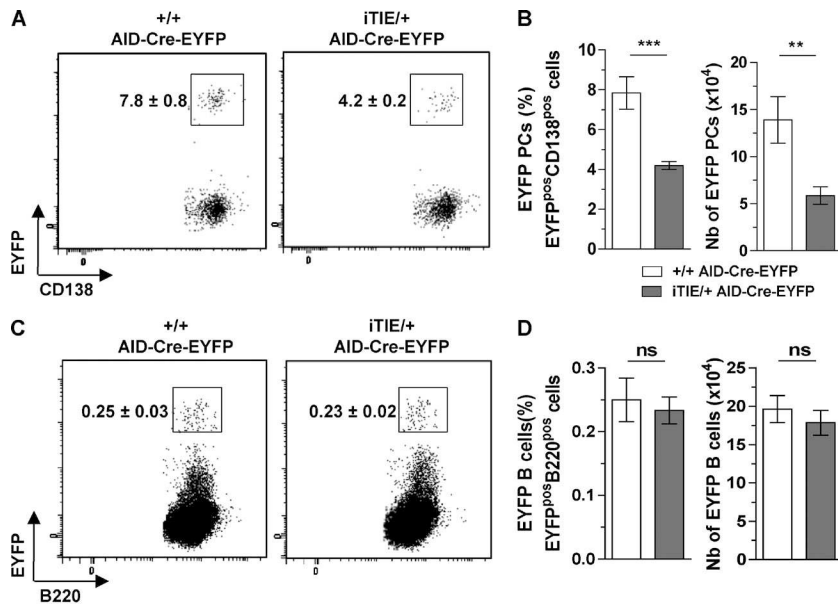 A
+/+
AID-Cre-EYFP
iTIE/+
AID-Cre-EYFP
7.8 ± 0.8
4.2 ± 0.2
0
0
0
0
EYFP
CD138
B
***
**
EYFP PCs (%)
EYFPposCD138pos cells
10
8
6
4
2
0
Nb of EYFP PCs (x10⁴)
20
15
10
5
0
+/+ AID-Cre-EYFP
iTIE/+ AID-Cre-EYFP
C
+/+
AID-Cre-EYFP
iTIE/+
AID-Cre-EYFP
0.25 ± 0.03
0.23 ± 0.02
0
0
0
0
EYFP
B220
D
ns
ns
EYFP B cells(%)
EYFPposB220pos cells
0.3
0.2
0.1
0.0
Nb of EYFP B cells (x10⁴)
25
20
15
10
5
0